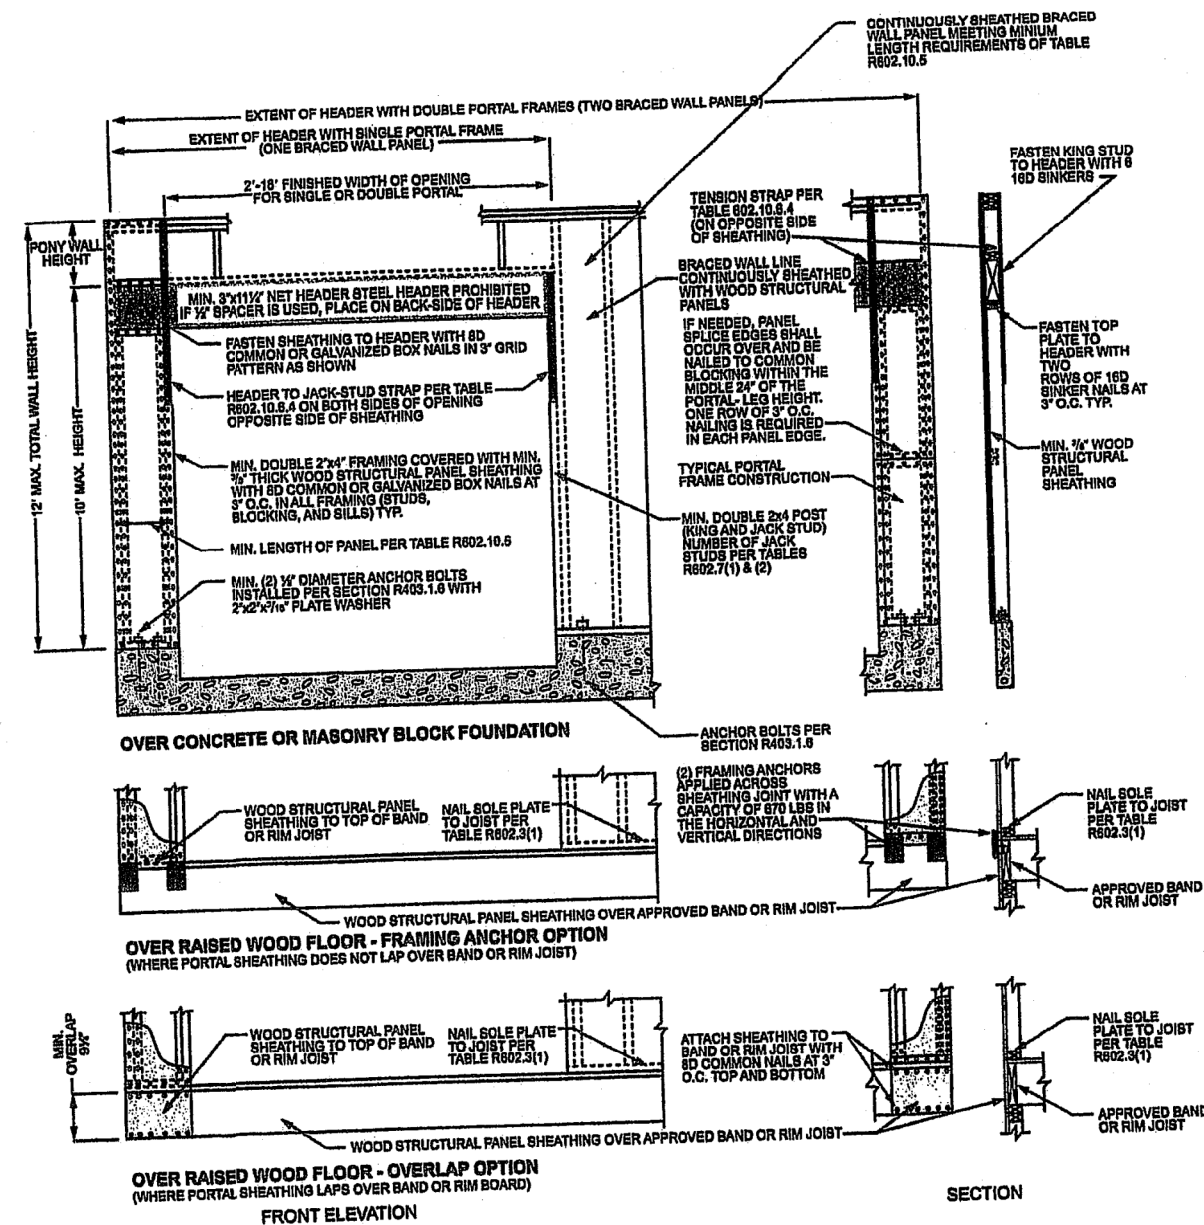 CONTINUOUSLY SHEATHED BRACED
WALL PANEL MEETING MINIUM
LENGTH REQUIREMENTS OF TABLE
R602.10.5
EXTENT OF HEADER WITH DOUBLE PORTAL FRAMES (TWO BRACED WALL PANELS)
EXTENT OF HEADER WITH SINGLE PORTAL FRAME
(ONE BRACED WALL PANEL)
2'-18' FINISHED WIDTH OF OPENING
FOR SINGLE OR DOUBLE PORTAL
FASTEN KING STUD
TO HEADER WITH 6
16D SINKERS
TENSION STRAP PER
TABLE 602.10.6.4
(ON OPPOSITE SIDE
OF SHEATHING)
PONY WALL
HEIGHT
12' MAX. TOTAL WALL HEIGHT
10' MAX. HEIGHT
MIN. 3"x11¼" NET HEADER STEEL HEADER PROHIBITED
IF ½" SPACER IS USED, PLACE ON BACK-SIDE OF HEADER
BRACED WALL LINE
CONTINUOUSLY SHEATHED
WITH WOOD STRUCTURAL
PANELS
FASTEN SHEATHING TO HEADER WITH 8D
COMMON OR GALVANIZED BOX NAILS IN 3" GRID
PATTERN AS SHOWN
IF NEEDED, PANEL
SPLICE EDGES SHALL
OCCUR OVER AND BE
NAILED TO COMMON
BLOCKING WITHIN THE
MIDDLE 24" OF THE
PORTAL- LEG HEIGHT.
ONE ROW OF 3" O.C.
NAILING IS REQUIRED
IN EACH PANEL EDGE.
FASTEN TOP
PLATE TO
HEADER WITH
TWO
ROWS OF 16D
SINKER NAILS AT
3" O.C. TYP.
HEADER TO JACK-STUD STRAP PER TABLE
R602.10.6.4 ON BOTH SIDES OF OPENING
OPPOSITE SIDE OF SHEATHING
MIN. DOUBLE 2"x4" FRAMING COVERED WITH MIN.
⅜" THICK WOOD STRUCTURAL PANEL SHEATHING
WITH 8D COMMON OR GALVANIZED BOX NAILS AT
3" O.C. IN ALL FRAMING (STUDS,
BLOCKING, AND SILLS) TYP.
MIN. ⅜" WOOD
STRUCTURAL
PANEL
SHEATHING
TYPICAL PORTAL
FRAME CONSTRUCTION
MIN. LENGTH OF PANEL PER TABLE R602.10.5
MIN. DOUBLE 2x4 POST
(KING AND JACK STUD)
NUMBER OF JACK
STUDS PER TABLES
R602.7(1) & (2)
MIN. (2) ½" DIAMETER ANCHOR BOLTS
INSTALLED PER SECTION R403.1.6 WITH
2"x2"x3/16" PLATE WASHER
OVER CONCRETE OR MASONRY BLOCK FOUNDATION
ANCHOR BOLTS PER
SECTION R403.1.6
WOOD STRUCTURAL PANEL
SHEATHING TO TOP OF BAND
OR RIM JOIST
NAIL SOLE PLATE
TO JOIST PER
TABLE R602.3(1)
(2) FRAMING ANCHORS
APPLIED ACROSS
SHEATHING JOINT WITH A
CAPACITY OF 670 LBS IN
THE HORIZONTAL AND
VERTICAL DIRECTIONS
NAIL SOLE
PLATE TO JOIST
PER TABLE
R602.3(1)
APPROVED BAND
OR RIM JOIST
WOOD STRUCTURAL PANEL SHEATHING OVER APPROVED BAND OR RIM JOIST
OVER RAISED WOOD FLOOR - FRAMING ANCHOR OPTION
(WHERE PORTAL SHEATHING DOES NOT LAP OVER BAND OR RIM JOIST)
MIN.
OVERLAP
9¼"
WOOD STRUCTURAL PANEL
SHEATHING TO TOP OF BAND
OR RIM JOIST
NAIL SOLE PLATE
TO JOIST PER
TABLE R602.3(1)
ATTACH SHEATHING TO
BAND OR RIM JOIST WITH
8D COMMON NAILS AT 3"
O.C. TOP AND BOTTOM
NAIL SOLE
PLATE TO JOIST
PER TABLE
R602.3(1)
APPROVED BAND
OR RIM JOIST
WOOD STRUCTURAL PANEL SHEATHING OVER APPROVED BAND OR RIM JOIST
OVER RAISED WOOD FLOOR - OVERLAP OPTION
(WHERE PORTAL SHEATHING LAPS OVER BAND OR RIM BOARD)
FRONT ELEVATION
SECTION